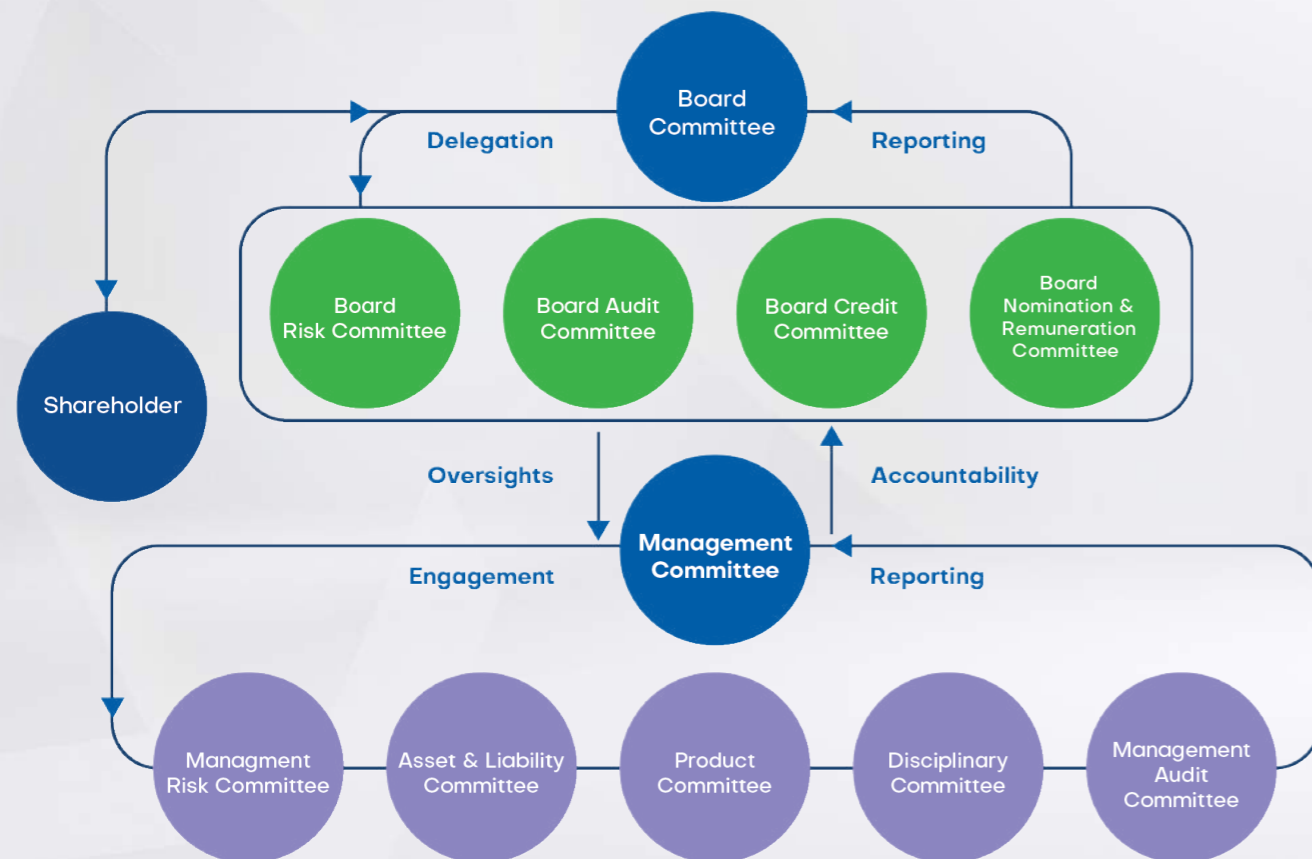 Board
Committee
Delegation
Reporting
Board
Risk Committee
Board Audit
Committee
Board Credit
Committee
Board
Nomination &
Remuneration
Committee
Shareholder
Oversights
Accountability
Management
Committee
Engagement
Reporting
Managment
Risk Committee
Asset & Liability
Committee
Product
Committee
Disciplinary
Committee
Management
Audit
Committee